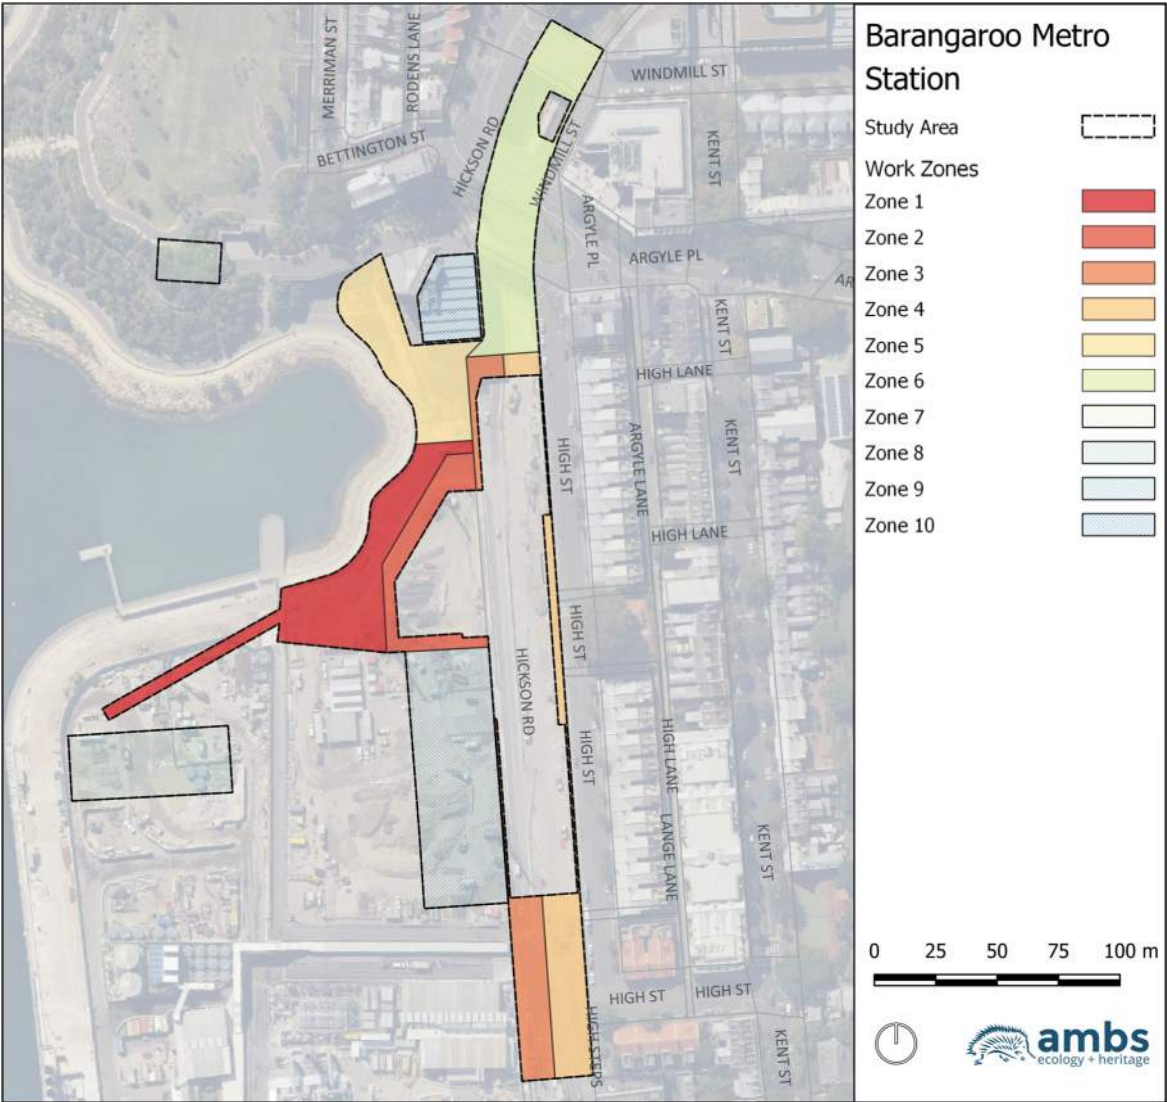 Barangaroo Metro
Station
Study Area
Work Zones
Zone 1
Zone 2
Zone 3
Zone 4
Zone 5
Zone 6
Zone 7
Zone 8
Zone 9
Zone 10
0 25 50 75 100 m
ambs
ecology + heritage
MERRIMAN ST
RODENS LANE
WINDMILL ST
BETTINGTON ST
HICKSON RD
WINDMILL ST
KENT ST
ARGYLE PL
ARGYLE PL
AR
KENT ST
HIGH LANE
HIGH ST
ARGYLE LANE
KENT ST
HIGH LANE
HIGH ST
HICKSON RD
HIGH ST
HIGH LANE
LANGE LANE
KENT ST
HIGH ST
HIGH ST
HIGH STEPS
KENT ST